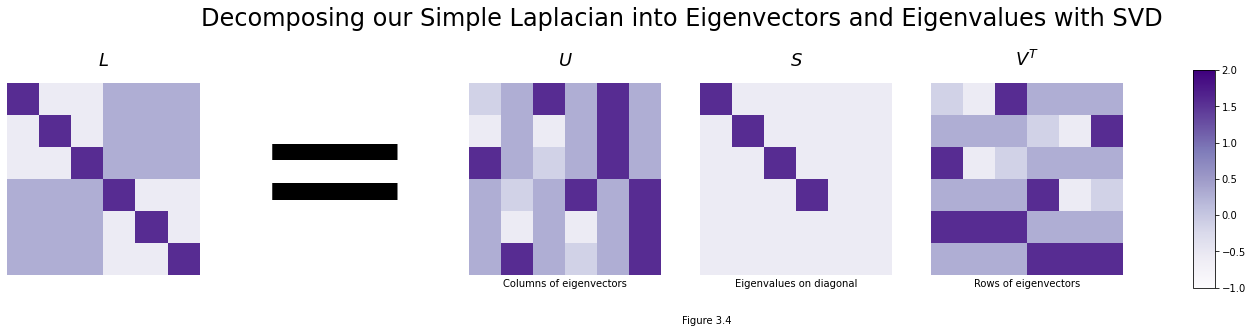 Decomposing our Simple Laplacian into Eigenvectors and Eigenvalues with SVD
L
=
U
S
V^T
2.0
1.5
1.0
0.5
0.0
−0.5
−1.0
Columns of eigenvectors
Eigenvalues on diagonal
Rows of eigenvectors
Figure 3.4